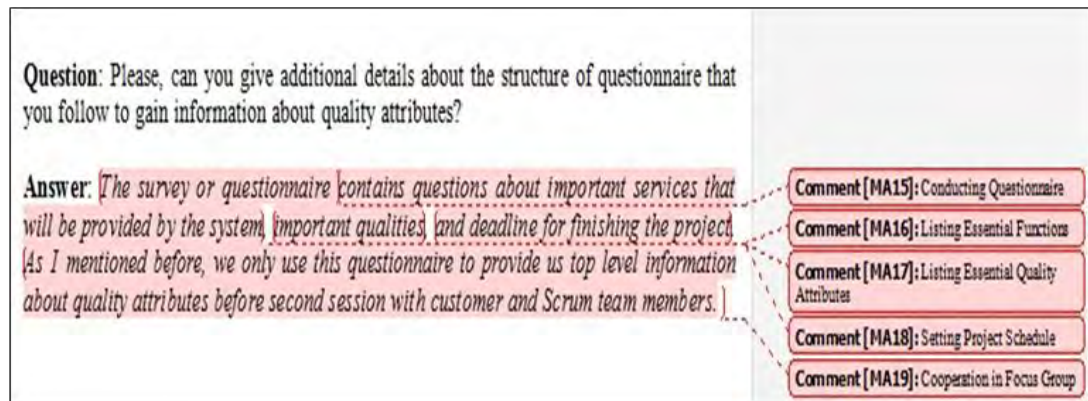 Question: Please, can you give additional details about the structure of questionnaire that
you follow to gain information about quality attributes?
Answer: The survey or questionnaire contains questions about important services that
will be provided by the system, important qualities, and deadline for finishing the project.
As I mentioned before, we only use this questionnaire to provide us top level information
about quality attributes before second session with customer and Scrum team members.
Comment [MA15]: Conducting Questionnaire
Comment [MA16]: Listing Essential Functions
Comment [MA17]: Listing Essential Quality
Attributes
Comment [MA18]: Setting Project Schedule
Comment [MA19]: Cooperation in Focus Group